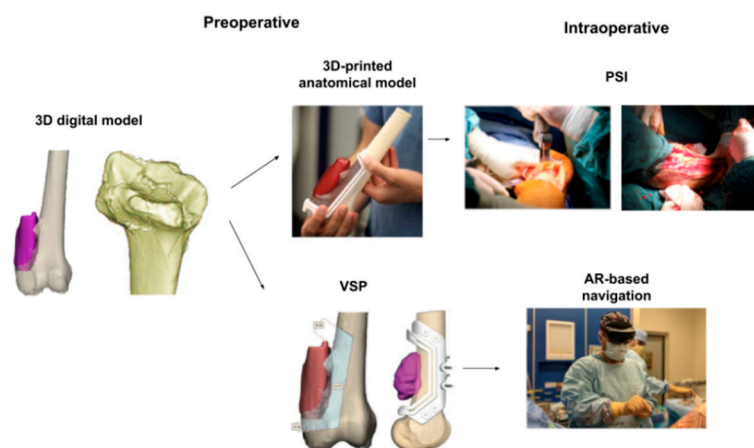 Preoperative
Intraoperative
3D digital model
3D-printed
anatomical model
PSI
VSP
AR-based
navigation